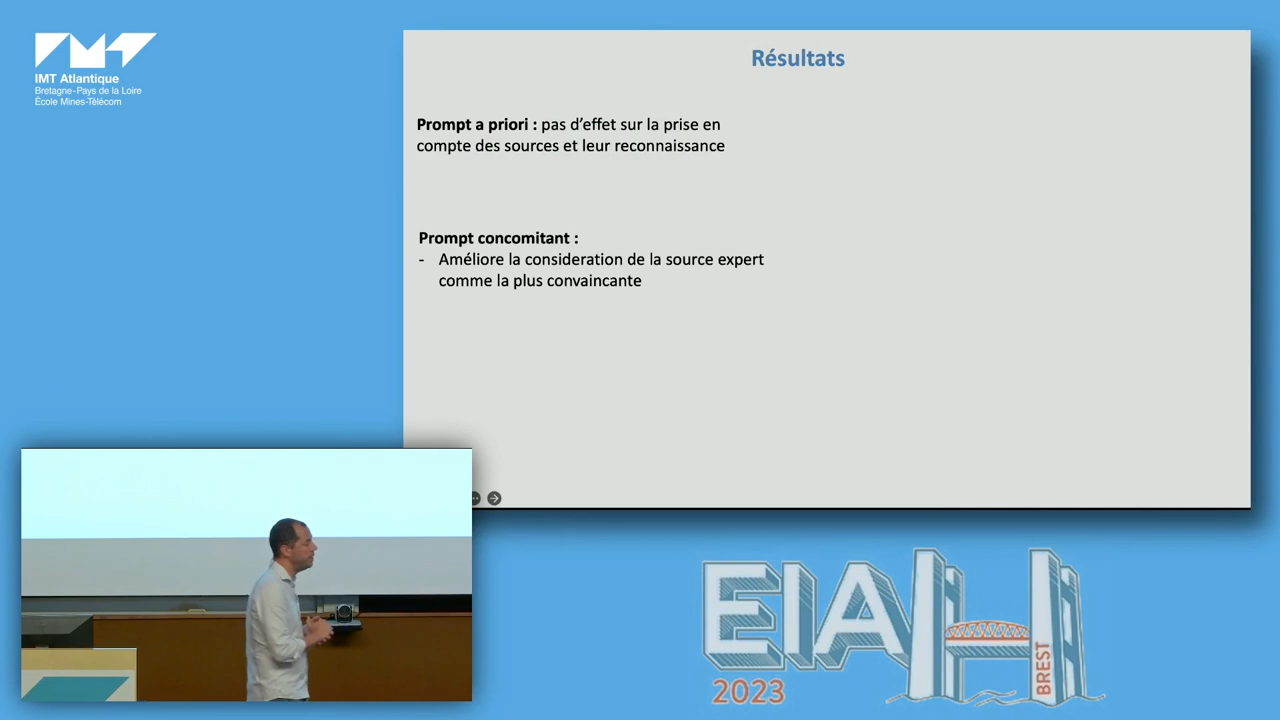 IMT Atlantique
Bretagne-Pays de la Loire
École Mines-Télécom
Résultats
Prompt a priori : pas d'effet sur la prise en
compte des sources et leur reconnaissance
Prompt concomitant :
- Améliore la consideration de la source expert
comme la plus convaincante
EIAH
BREST
2023